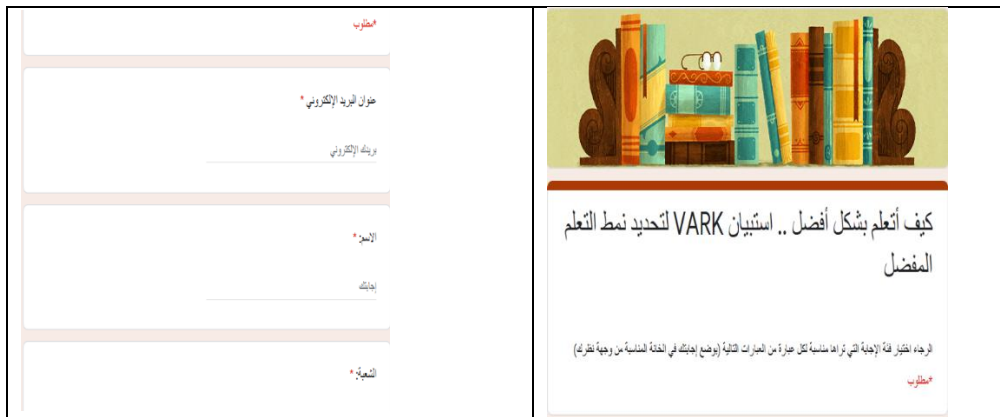 كيف أتعلم بشكل أفضل .. استبيان VARK لتحديد نمط التعلم
المفضل
الرجاء اختيار فئة الإجابة التي تراها مناسبة لكل عبارة من العبارات التالية (بوضع إجابتك في الخانة المناسبة من وجهة نظرك)
*مطلوب
*مطلوب
عنوان البريد الإلكتروني *
بريدك الإلكتروني
الاسم: *
إجابتك
الشعبة: *